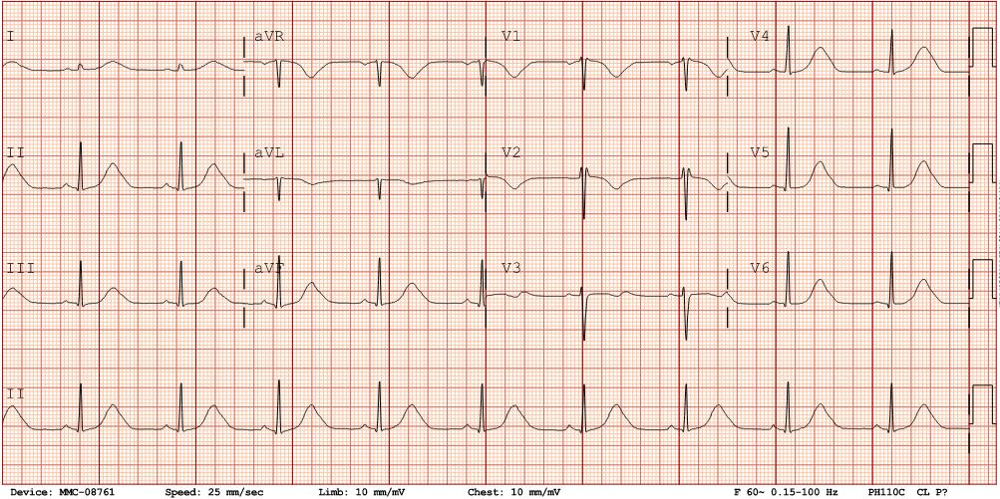 I aVR V1 V4
II aVL V2 V5
III aVF V3 V6
II
Device: MMC-08761 Speed: 25 mm/sec Limb: 10 mm/mV Chest: 10 mm/mV F 60~ 0.15-100 Hz PH110C CL P?